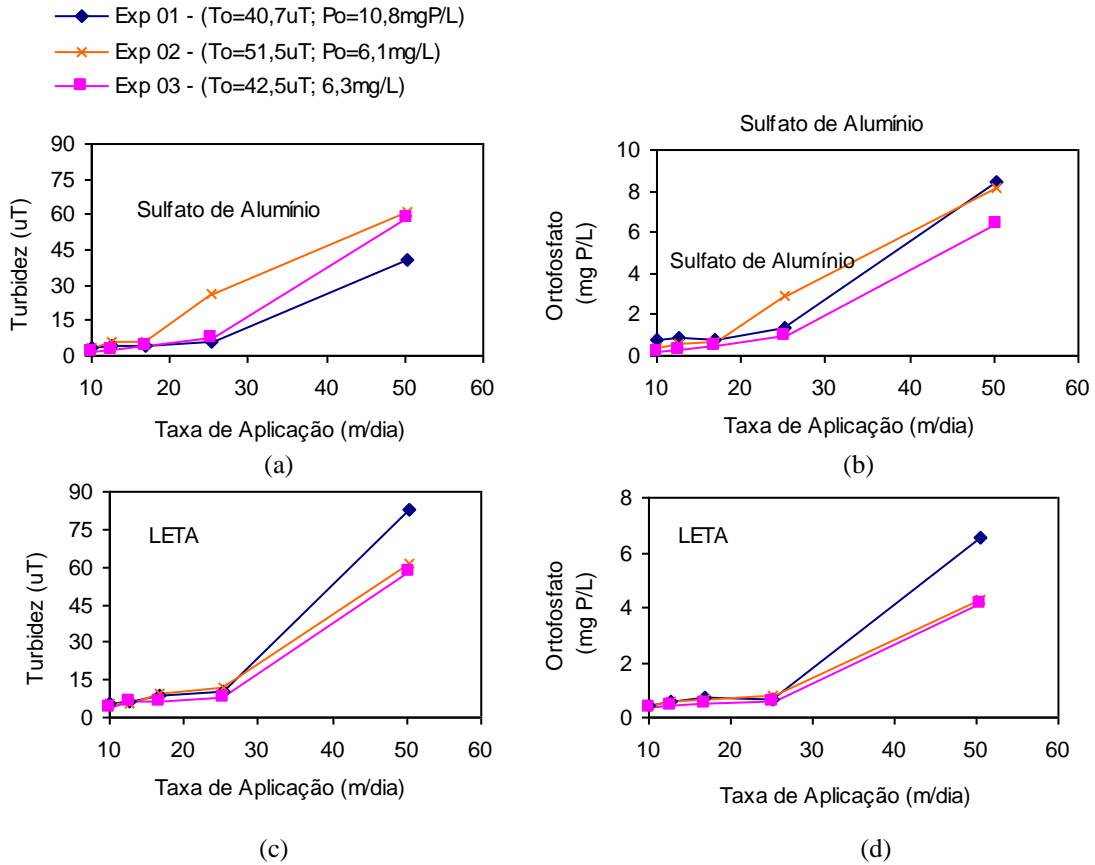 Exp 01 - (To=40,7uT; Po=10,8mgP/L)
Exp 02 - (To=51,5uT; Po=6,1mg/L)
Exp 03 - (To=42,5uT; 6,3mg/L)
90
75
60
45
30
15
0
Turbidez (uT)
Sulfato de Alumínio
10 20 30 40 50 60
Taxa de Aplicação (m/dia)
(a)
Sulfato de Alumínio
10
8
6
4
2
0
Ortofosfato
(mg P/L)
Sulfato de Alumínio
10 20 30 40 50 60
Taxa de Aplicação (m/dia)
(b)
90
75
60
45
30
15
0
Turbidez (uT)
LETA
10 20 30 40 50 60
Taxa de Aplicação (m/dia)
(c)
8
6
4
2
0
Ortofosfato
(mg P/L)
LETA
10 20 30 40 50 60
Taxa de Aplicação (m/dia)
(d)